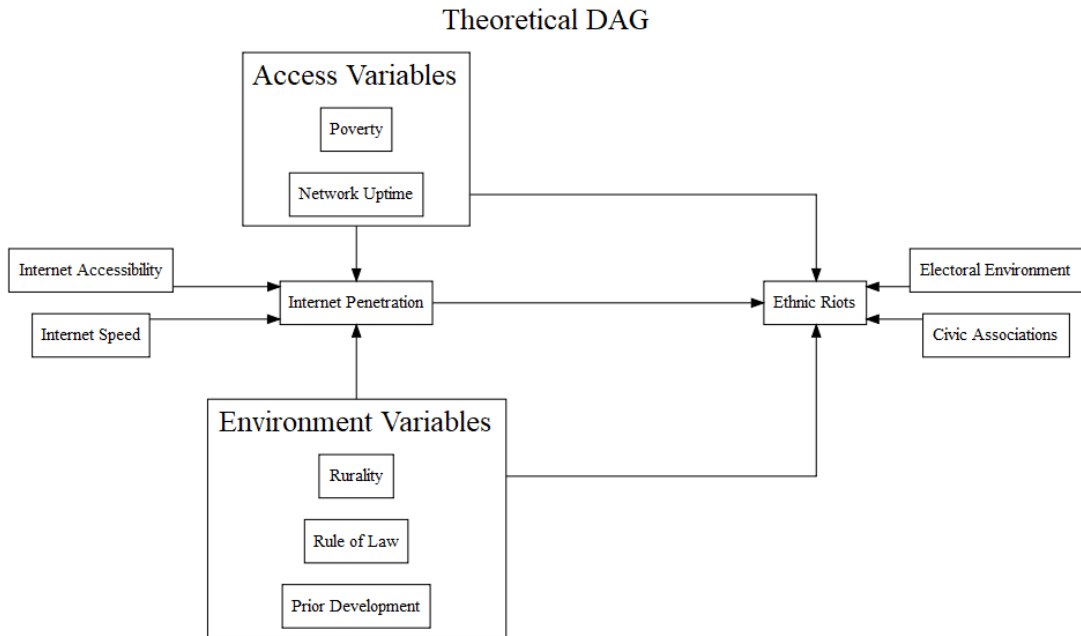 Theoretical DAG
Access Variables
Poverty
Network Uptime
Internet Accessibility
Internet Speed
Internet Penetration
Ethnic Riots
Electoral Environment
Civic Associations
Environment Variables
Rurality
Rule of Law
Prior Development